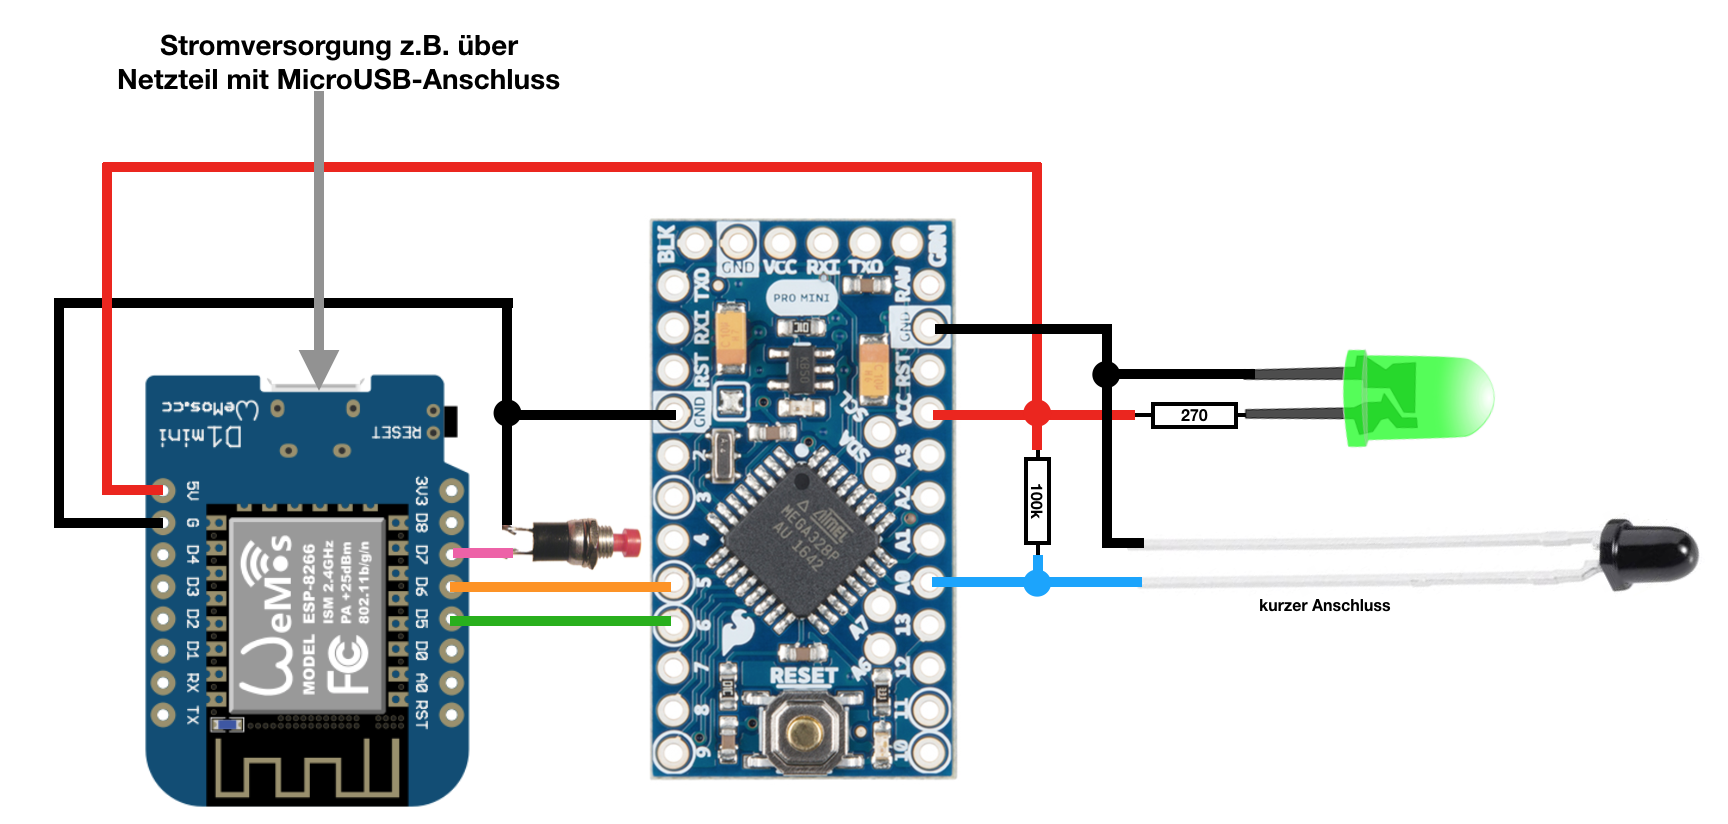 Stromversorgung z.B. über
Netzteil mit MicroUSB-Anschluss
WeMos.cc
D1 mini
RESET
5V
G
D4
D3
D2
D1
RX
TX
3V3
D8
D7
D6
D5
D0
A0
RST
WeMos
MODEL ESP-8266
ISM 2.4GHz
PA +25dBm
802.11b/g/n
FC
BLK
GND
VCC
RXI
TXO
GRN
PRO MINI
TXO
RXI
RST
GND
2
3
4
5
6
7
8
9
RAW
GND
RST
VCC
SCL
SDA
A3
A2
A1
A0
A7
A6
13
12
11
10
KB50
ATMEL
MEGA328P
AU 1642
RESET
270
100k
kurzer Anschluss